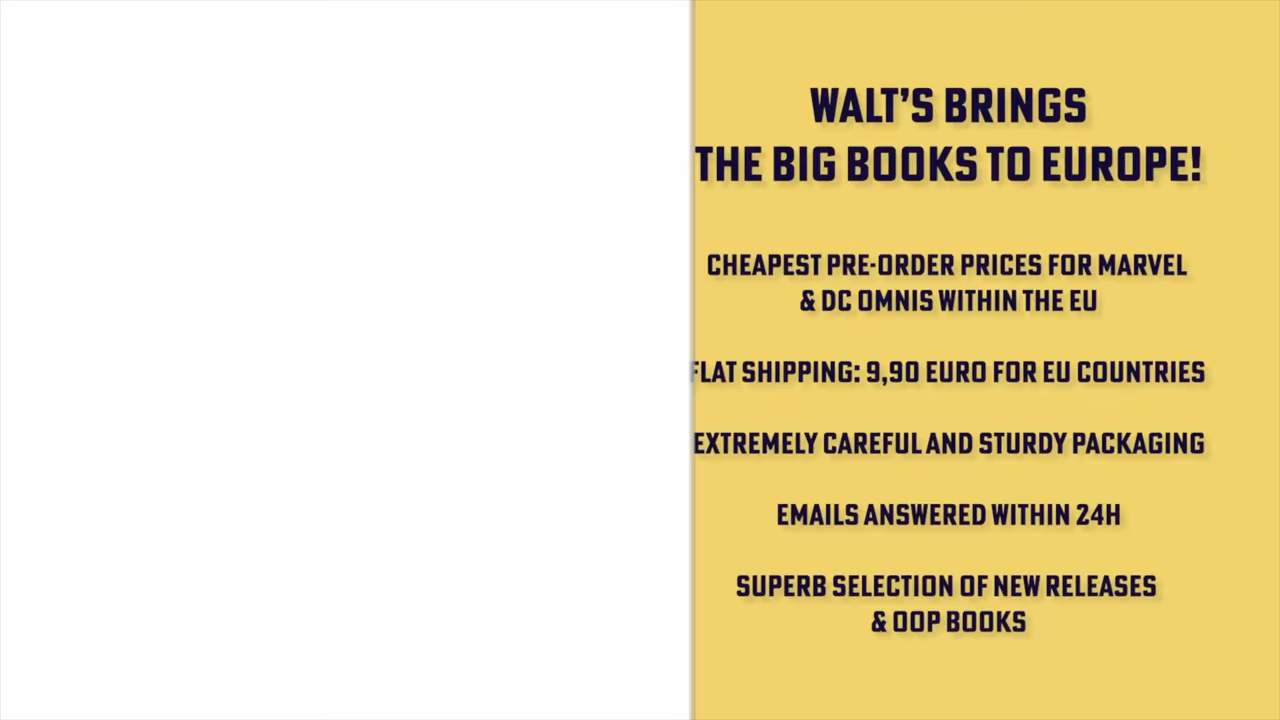 WALT'S BRINGS
THE BIG BOOKS TO EUROPE!
CHEAPEST PRE-ORDER PRICES FOR MARVEL
& DC OMNIS WITHIN THE EU
FLAT SHIPPING: 9,90 EURO FOR EU COUNTRIES
EXTREMELY CAREFUL AND STURDY PACKAGING
EMAILS ANSWERED WITHIN 24H
SUPERB SELECTION OF NEW RELEASES
& OOP BOOKS